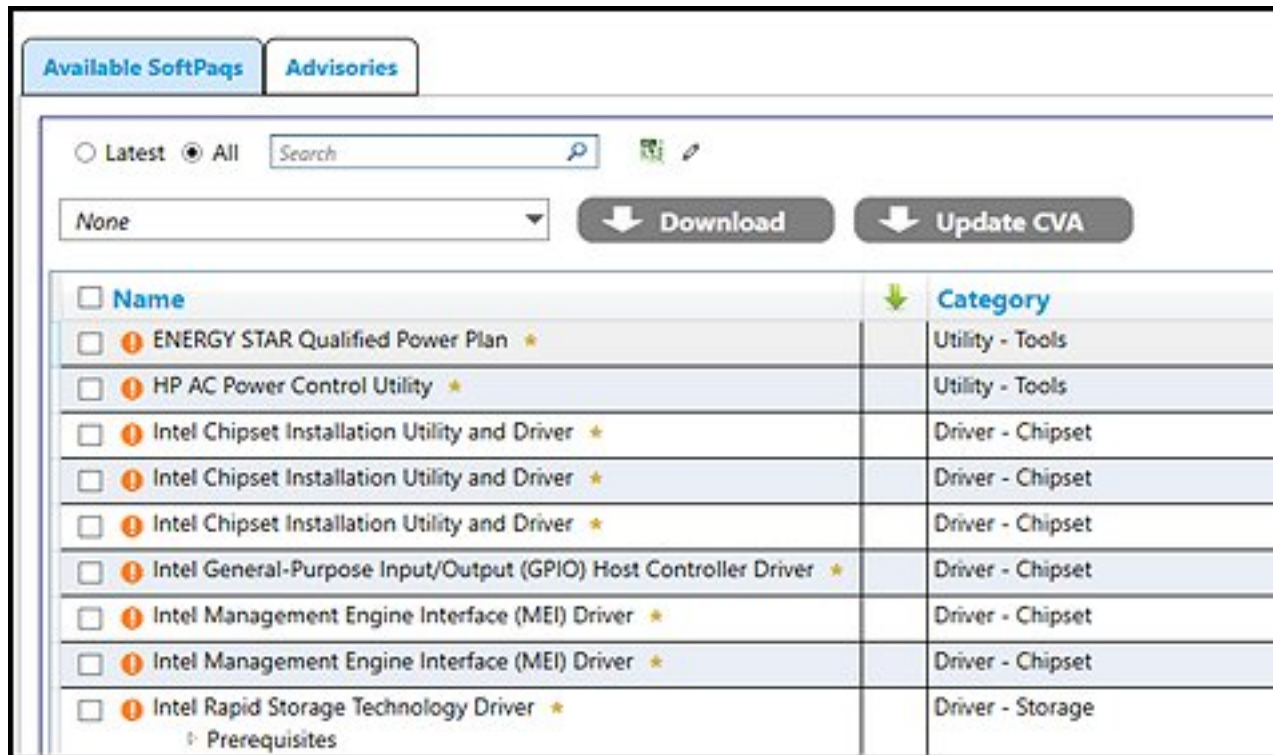 Available SoftPaqs Advisories
Latest All Search
None Download Update CVA
Name Category
ENERGY STAR Qualified Power Plan Utility - Tools
HP AC Power Control Utility Utility - Tools
Intel Chipset Installation Utility and Driver Driver - Chipset
Intel Chipset Installation Utility and Driver Driver - Chipset
Intel Chipset Installation Utility and Driver Driver - Chipset
Intel General-Purpose Input/Output (GPIO) Host Controller Driver Driver - Chipset
Intel Management Engine Interface (MEI) Driver Driver - Chipset
Intel Management Engine Interface (MEI) Driver Driver - Chipset
Intel Rapid Storage Technology Driver Driver - Storage
Prerequisites